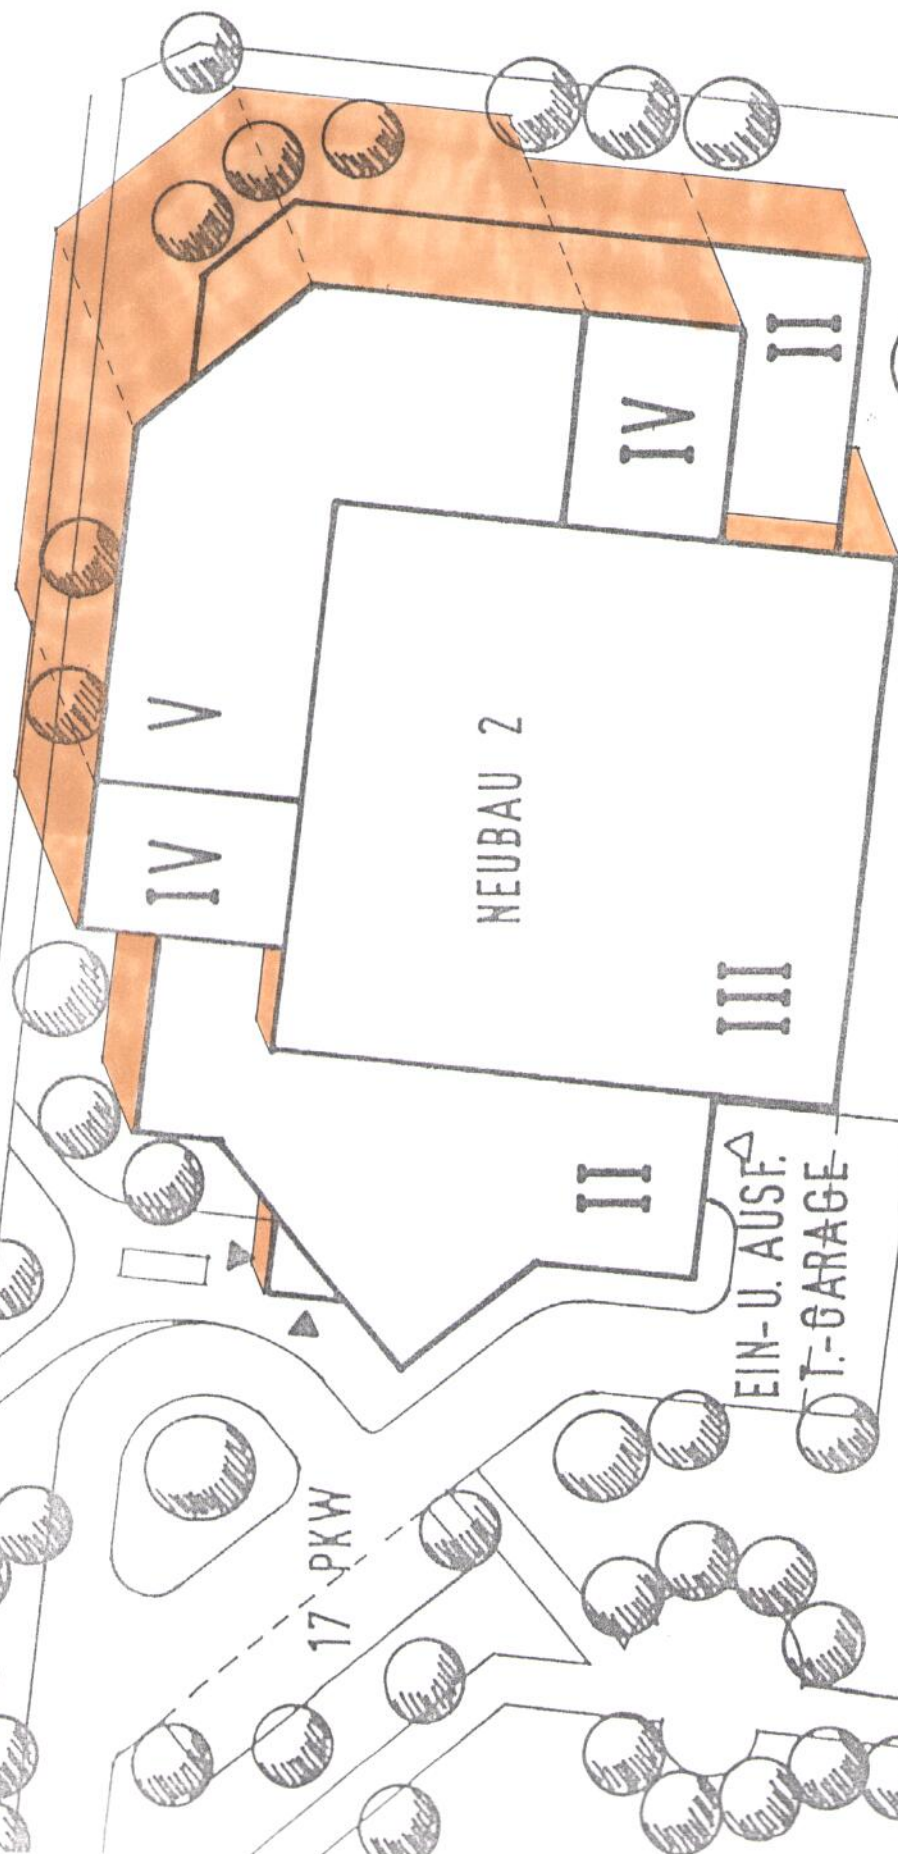 II
IV
V
IV
NEUBAU 2
III
II
EIN- U. AUSF.
T.-GARAGE
17 PKW